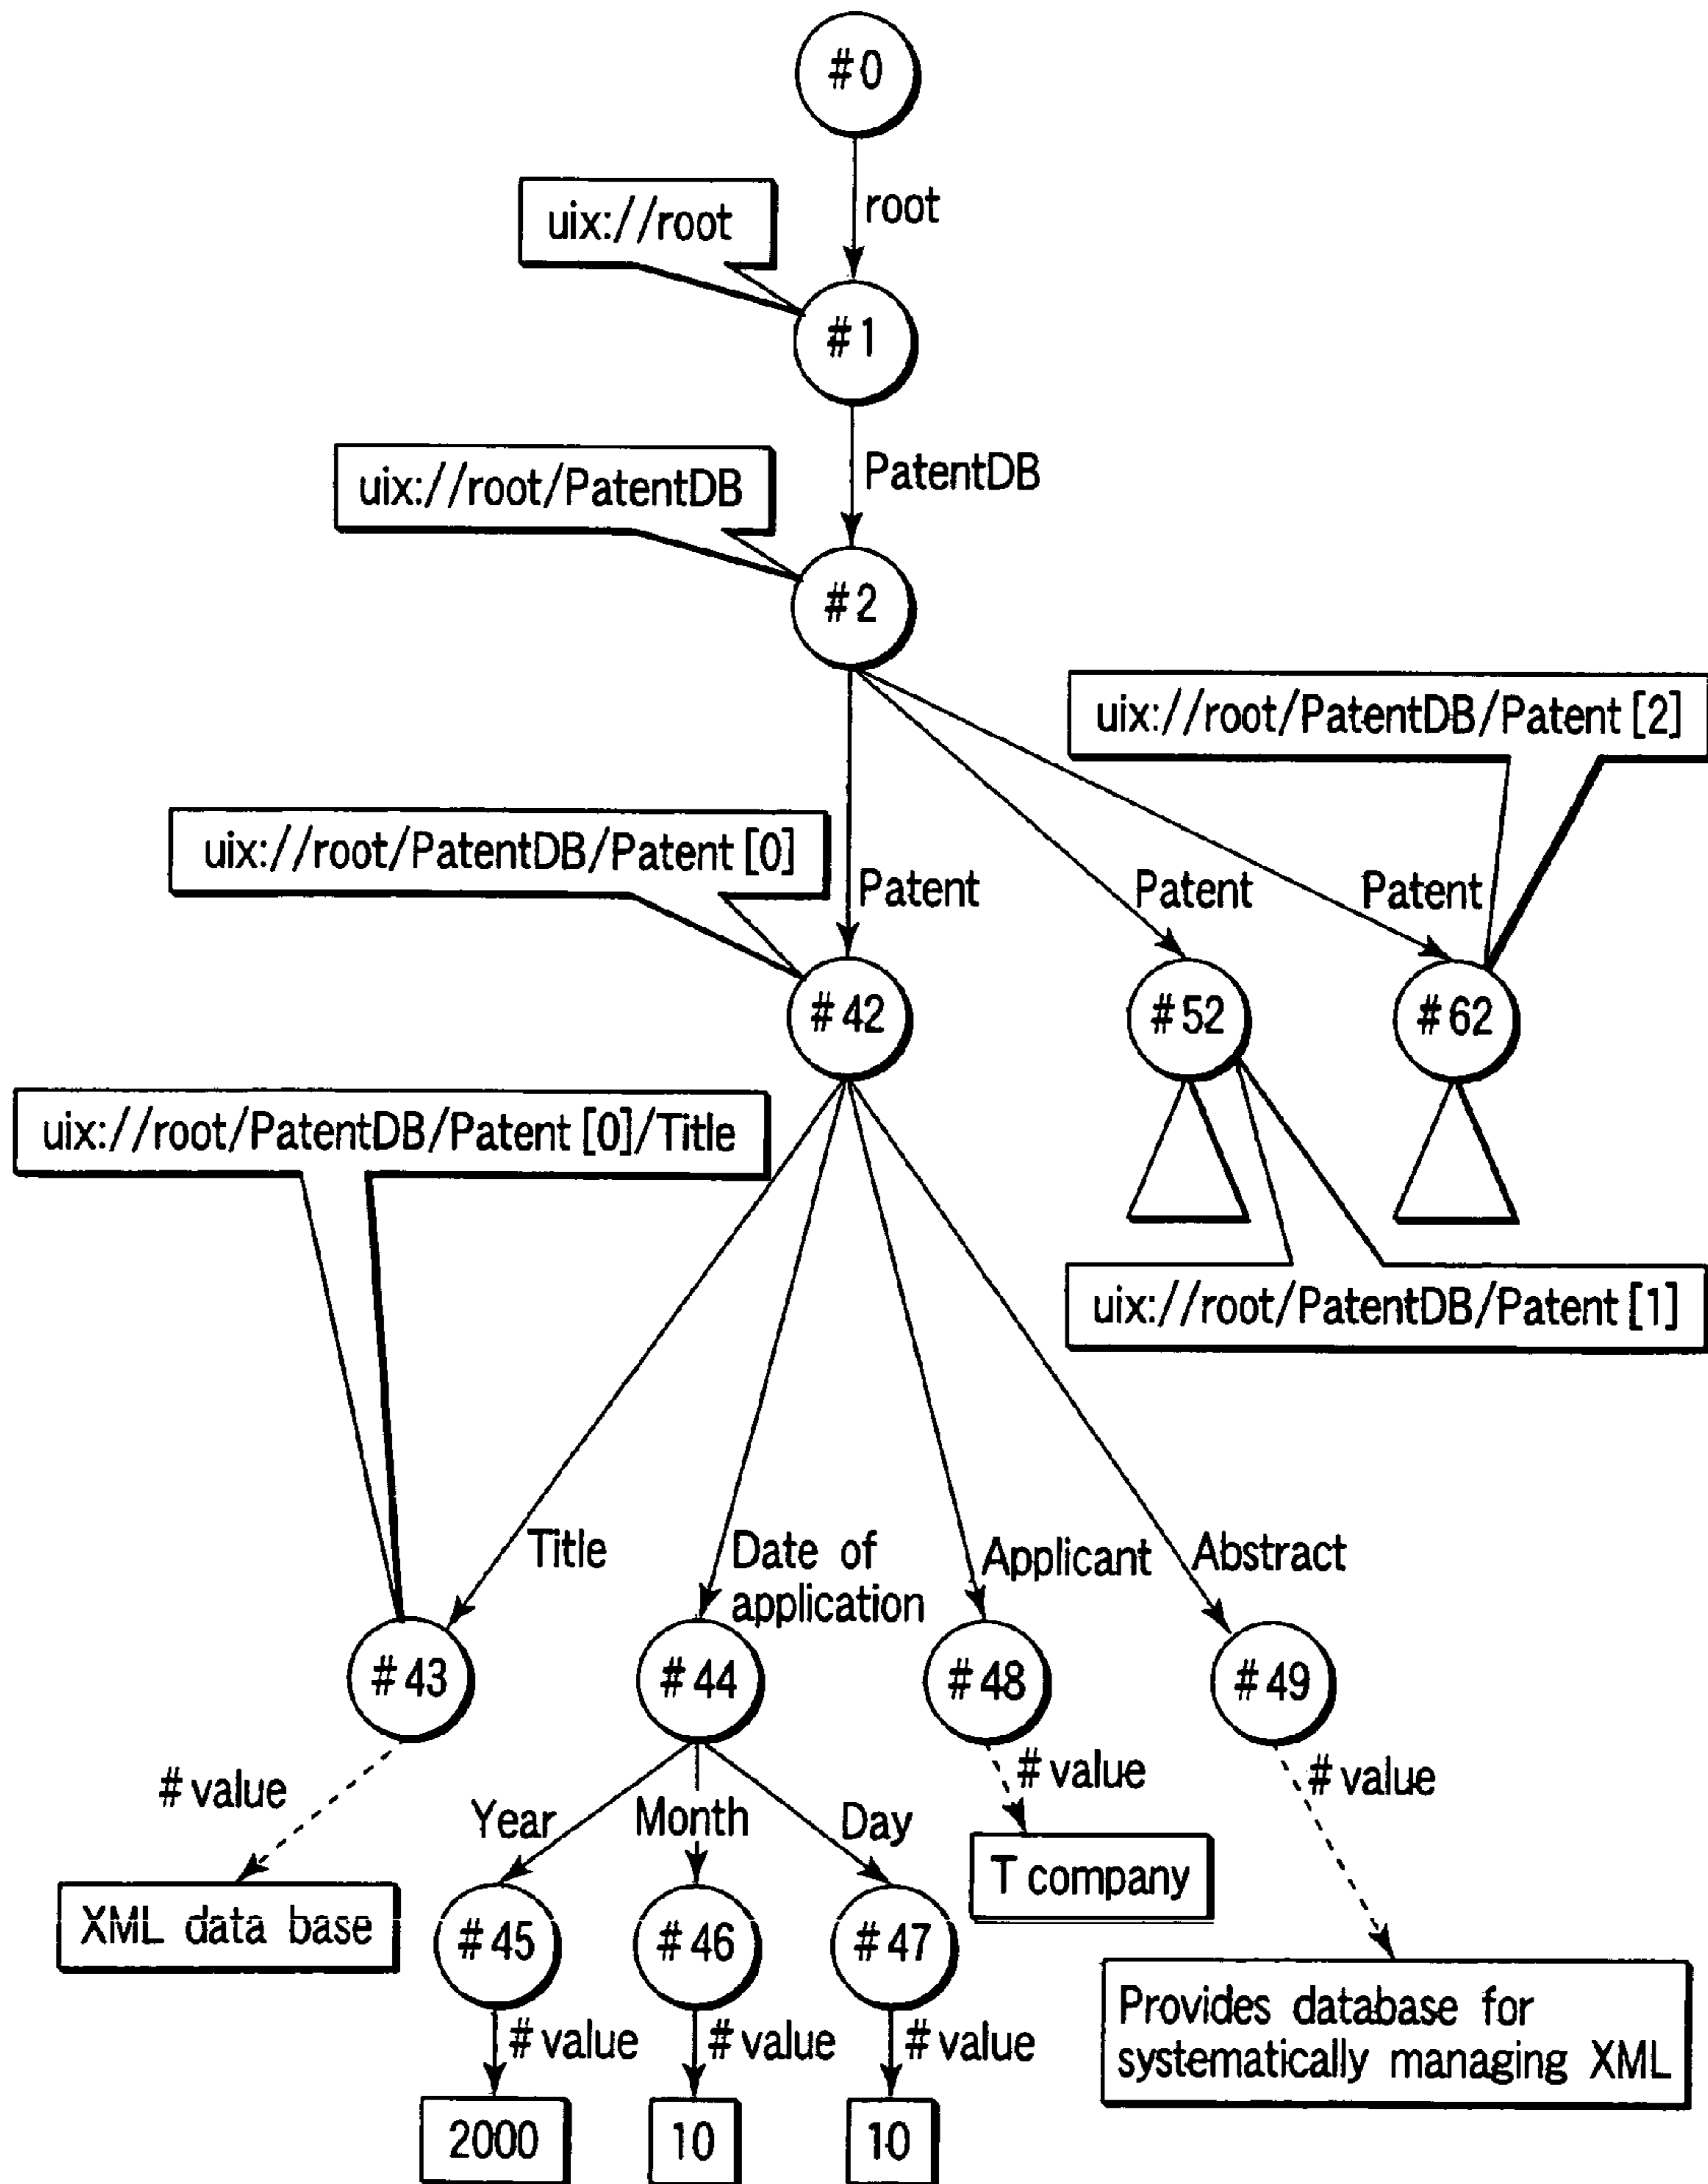 #0
root
uix://root
#1
PatentDB
uix://root/PatentDB
#2
uix://root/PatentDB/Patent[2]
uix://root/PatentDB/Patent[0]
Patent
Patent
Patent
#42
#52
#62
uix://root/PatentDB/Patent[0]/Title
uix://root/PatentDB/Patent[1]
Title
Date of
application
Applicant
Abstract
#43
#44
#48
#49
#value
Year
Month
Day
#value
#value
XML data base
#45
#46
#47
T company
#value
#value
#value
Provides database for
systematically managing XML
2000
10
10